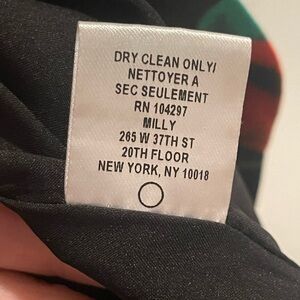 DRY CLEAN ONLY/
NETTOYER A
SEC SEULEMENT
RN 104297
MILLY
265 W 37TH ST
20TH FLOOR
NEW YORK, NY 10018